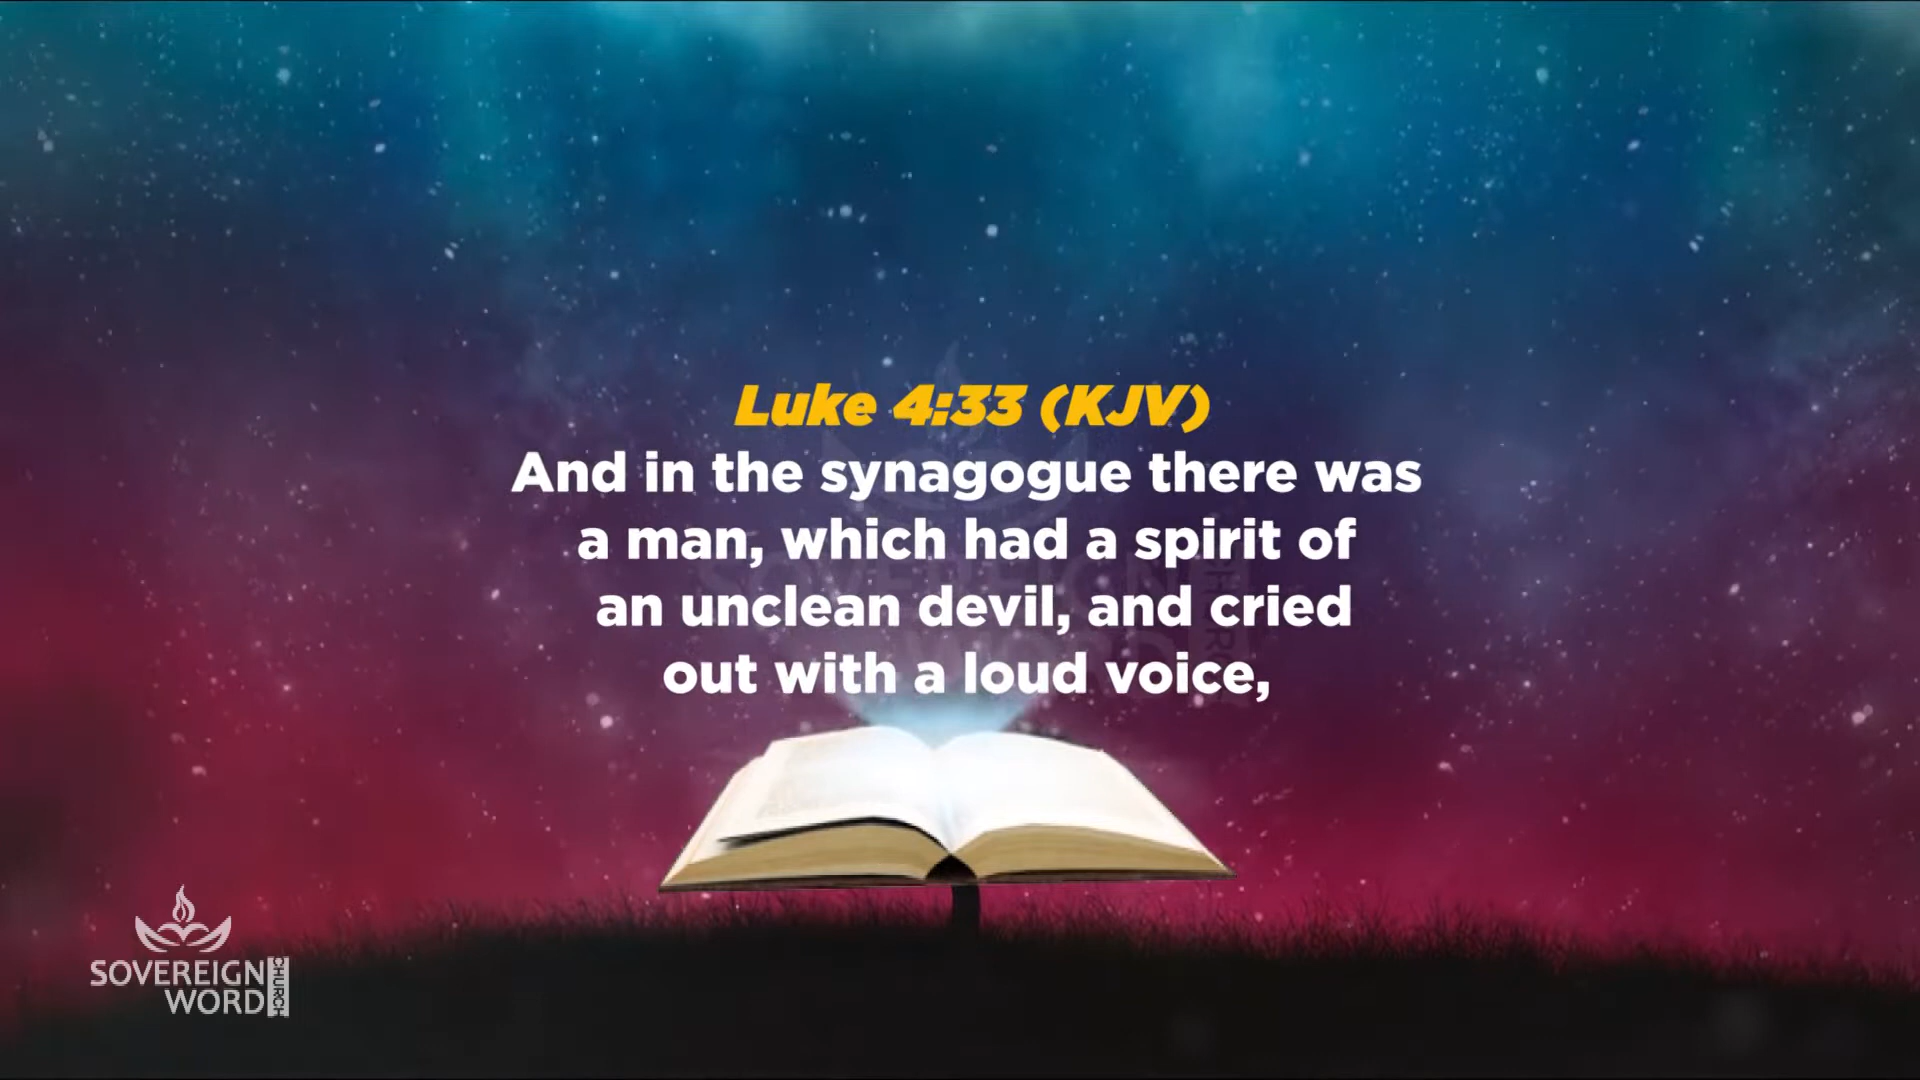 Luke 4:33 (KJV)
And in the synagogue there was
a man, which had a spirit of
an unclean devil, and cried
out with a loud voice,
SOVEREIGN
WORD
CHURCH